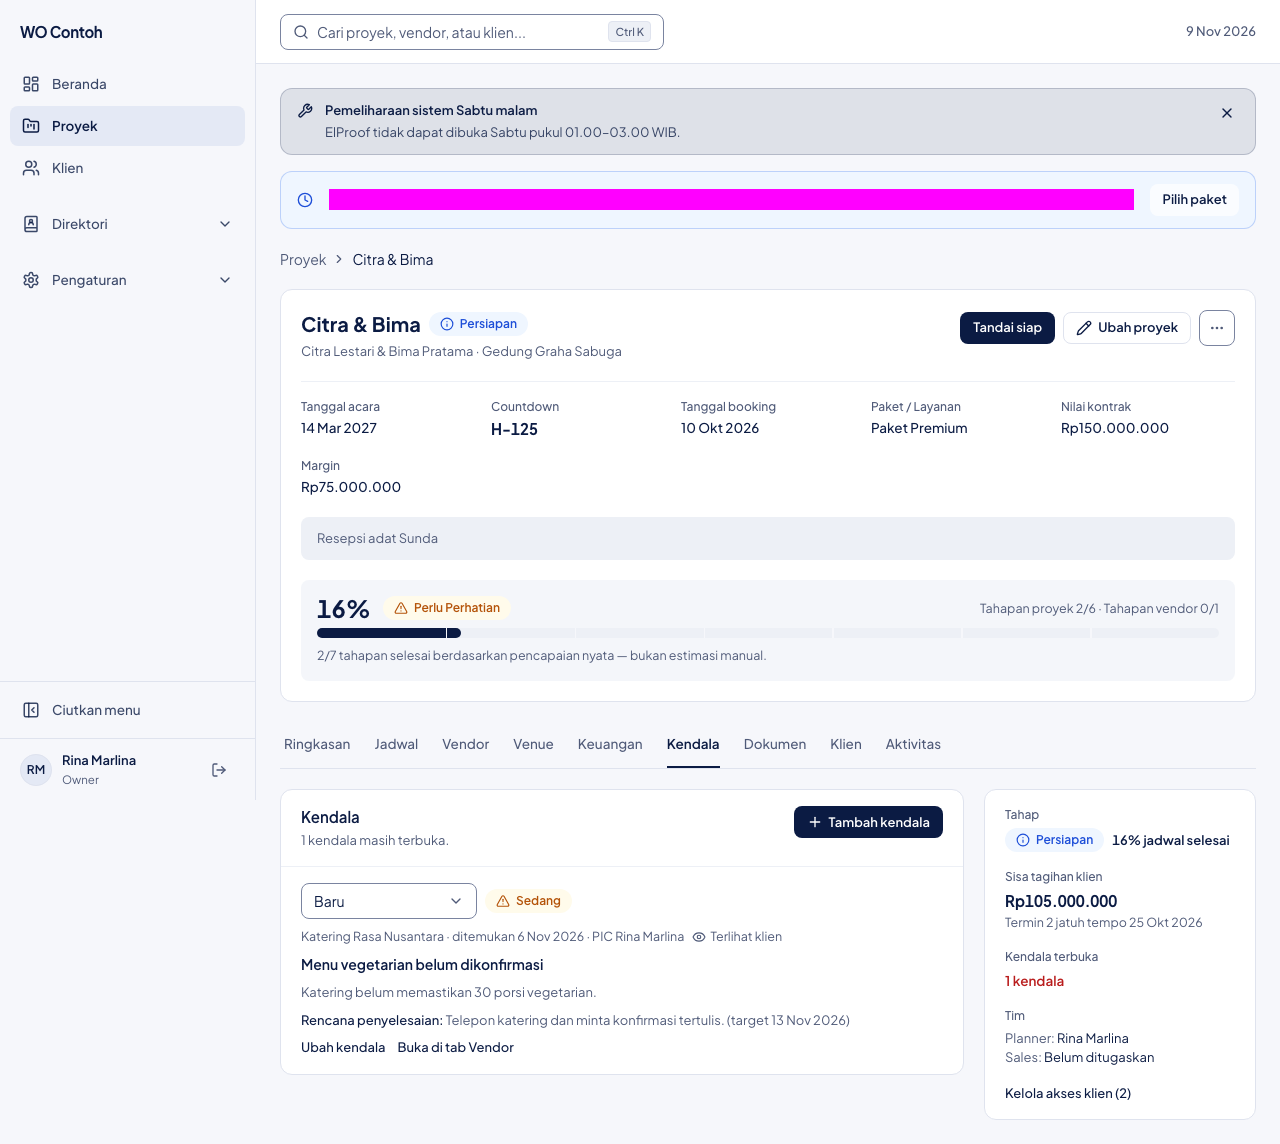 WO Contoh
Cari proyek, vendor, atau klien...
Ctrl K
9 Nov 2026
Beranda
Proyek
Klien
Direktori
Pengaturan
Ciutkan menu
RM
Rina Marlina
Owner
Pemeliharaan sistem Sabtu malam
ElProof tidak dapat dibuka Sabtu pukul 01.00–03.00 WIB.
Pilih paket
Proyek
Citra & Bima
Citra & Bima
Persiapan
Citra Lestari & Bima Pratama · Gedung Graha Sabuga
Tandai siap
Ubah proyek
Tanggal acara
14 Mar 2027
Countdown
H-125
Tanggal booking
10 Okt 2026
Paket / Layanan
Paket Premium
Nilai kontrak
Rp150.000.000
Margin
Rp75.000.000
Resepsi adat Sunda
16%
Perlu Perhatian
Tahapan proyek 2/6 · Tahapan vendor 0/1
2/7 tahapan selesai berdasarkan pencapaian nyata — bukan estimasi manual.
Ringkasan
Jadwal
Vendor
Venue
Keuangan
Kendala
Dokumen
Klien
Aktivitas
Kendala
1 kendala masih terbuka.
Tambah kendala
Baru
Sedang
Katering Rasa Nusantara · ditemukan 6 Nov 2026 · PIC Rina Marlina
Terlihat klien
Menu vegetarian belum dikonfirmasi
Katering belum memastikan 30 porsi vegetarian.
Rencana penyelesaian: Telepon katering dan minta konfirmasi tertulis. (target 13 Nov 2026)
Ubah kendala
Buka di tab Vendor
Tahap
Persiapan
16% jadwal selesai
Sisa tagihan klien
Rp105.000.000
Termin 2 jatuh tempo 25 Okt 2026
Kendala terbuka
1 kendala
Tim
Planner: Rina Marlina
Sales: Belum ditugaskan
Kelola akses klien (2)